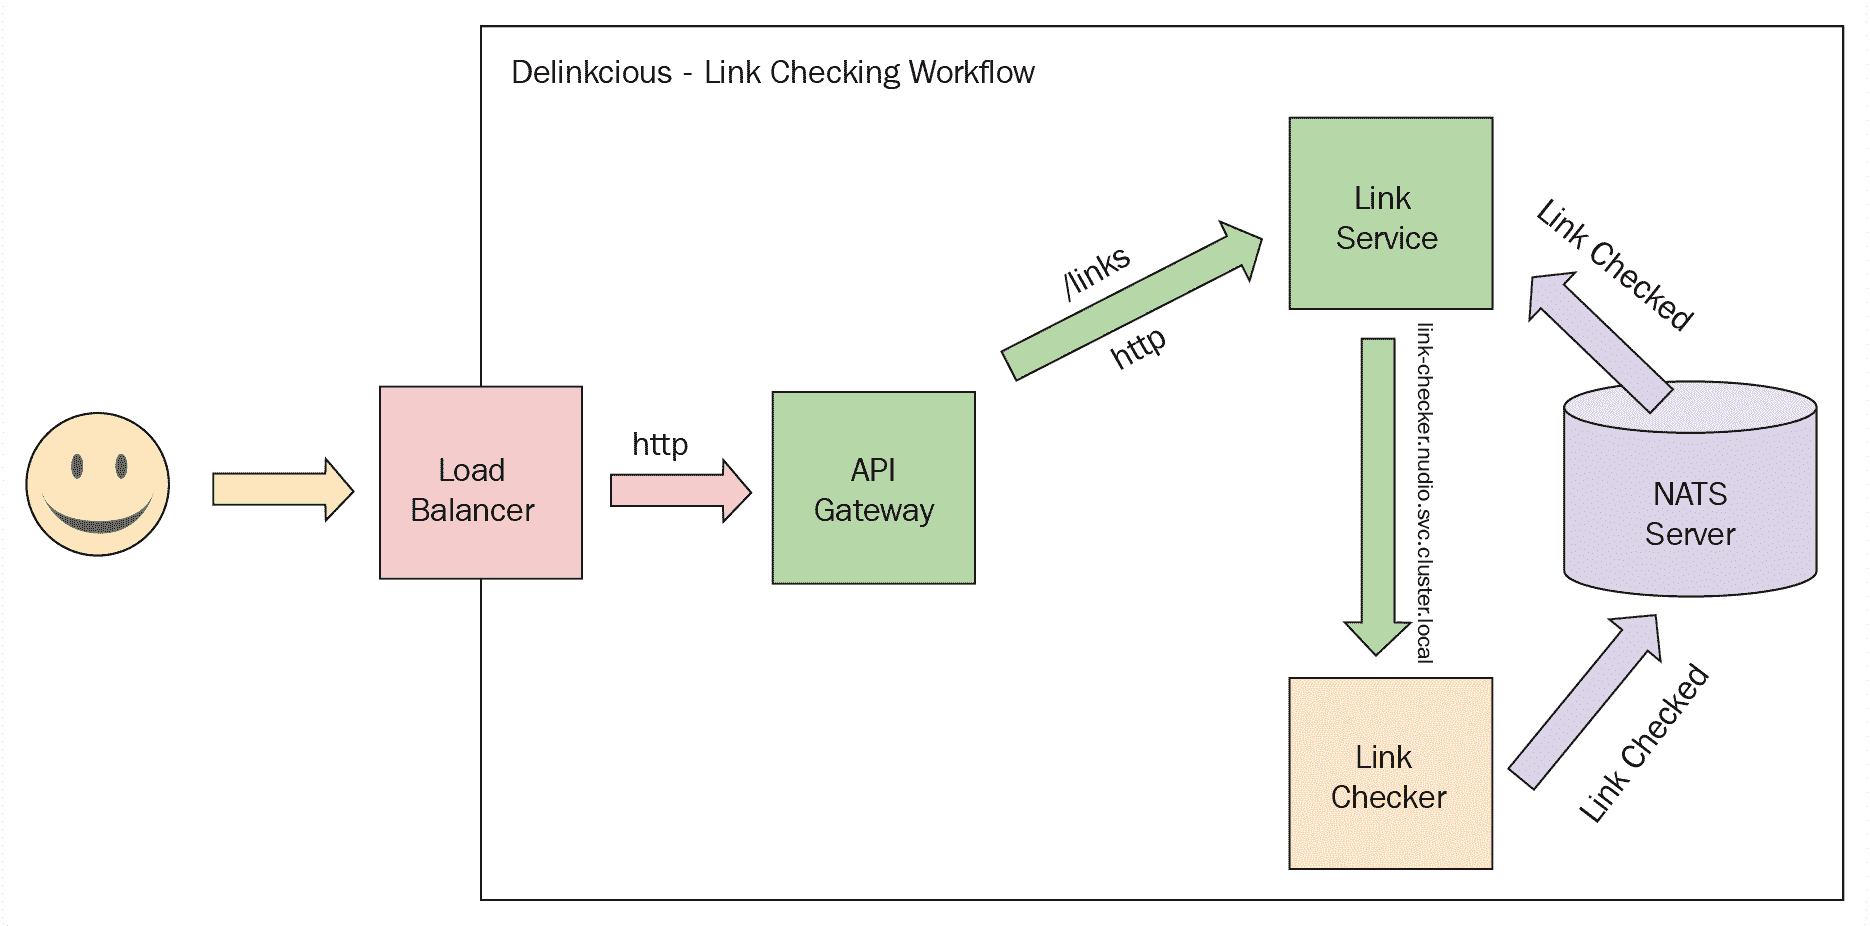 Delinkcious - Link Checking Workflow
Load
Balancer
http
API
Gateway
/links
http
Link
Service
link-checker.nudio.svc.cluster.local
Link
Checker
Link Checked
NATS
Server
Link Checked